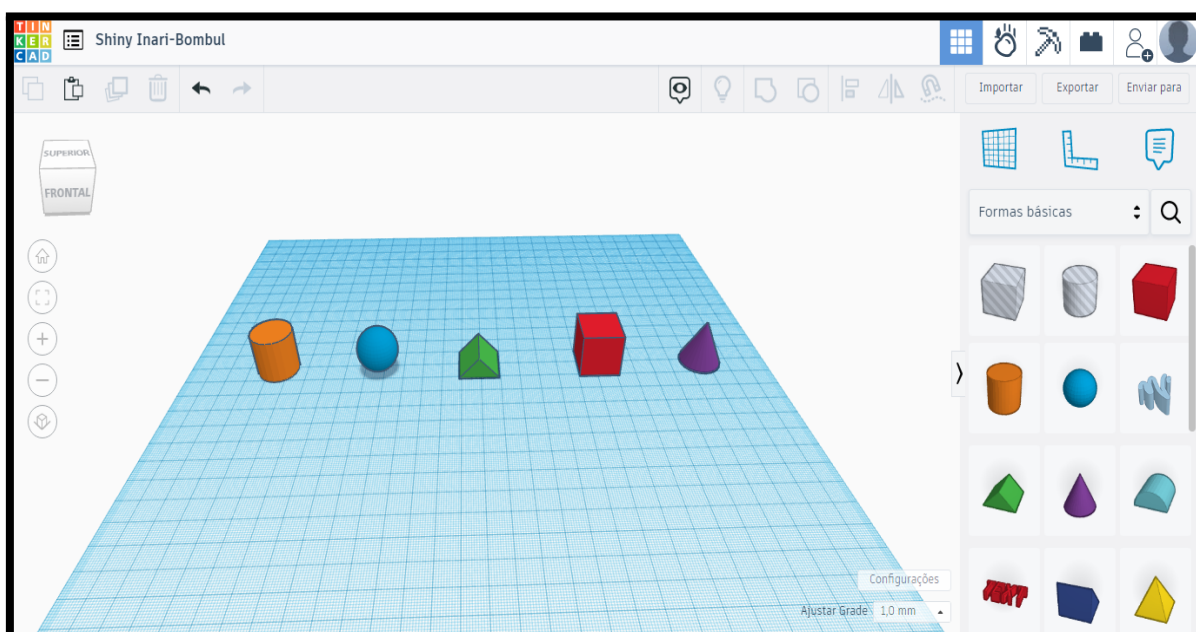 TIN
KER
CAD
Shiny Inari-Bombul
Importar
Exportar
Enviar para
SUPERIOR
FRONTAL
Formas básicas
TEXT
Configurações
Ajustar Grade 1,0 mm